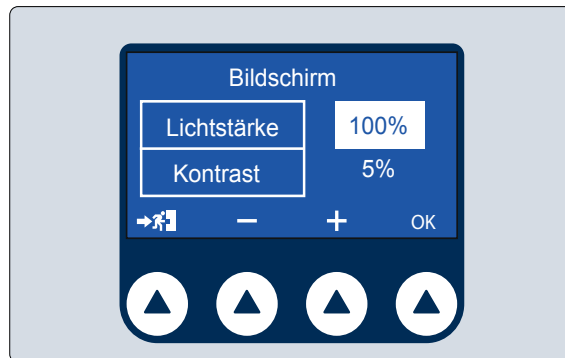 Bildschirm
Lichtstärke 100%
Kontrast 5%
− + OK